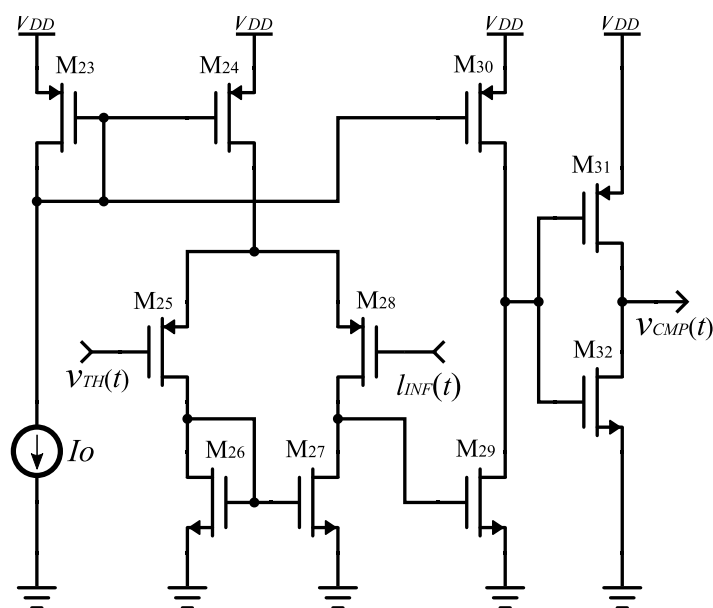 VDD VDD VDD VDD
M23 M24 M30
M31
M25 M28
vTH(t) lINF(t) vCMP(t)
M32
Io M26 M27 M29